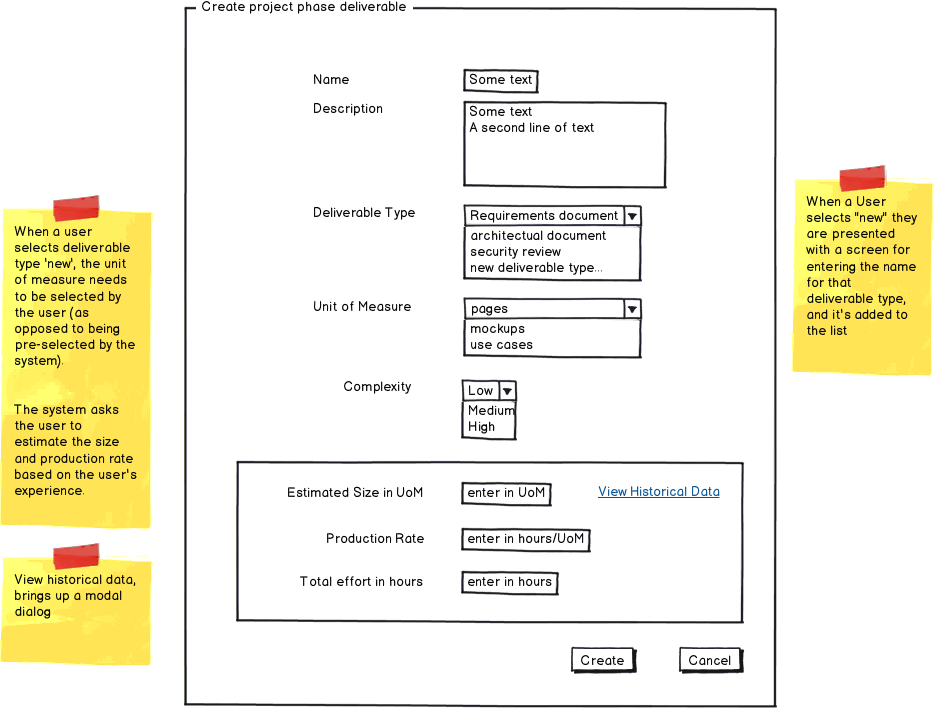 Create project phase deliverable
Name
Some text
Description
Some text
A second line of text
Deliverable Type
Requirements document
architectual document
security review
new deliverable type...
Unit of Measure
pages
mockups
use cases
Complexity
Low
Medium
High
Estimated Size in UoM
enter in UoM
View Historical Data
Production Rate
enter in hours/UoM
Total effort in hours
enter in hours
Create
Cancel
When a user
selects deliverable
type 'new', the unit
of measure needs
to be selected by
the user (as
opposed to being
pre-selected by the
system).
The system asks
the user to
estimate the size
and production rate
based on the user's
experience.
View historical data,
brings up a modal
dialog
When a User
selects "new" they
are presented
with a screen for
entering the name
for that
deliverable type,
and it's added to
the list